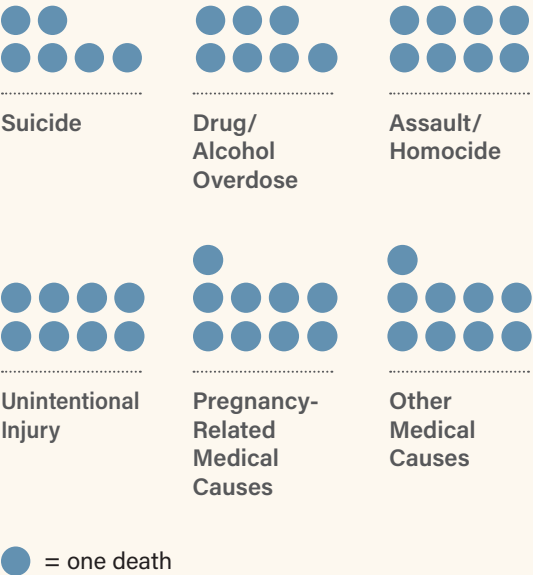 Suicide
Drug/
Alcohol
Overdose
Assault/
Homocide
Unintentional
Injury
Pregnancy-
Related
Medical
Causes
Other
Medical
Causes
= one death